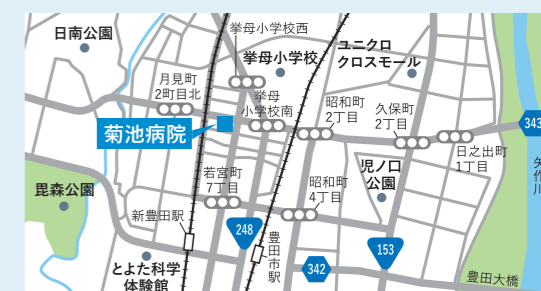 挙母小学校西
日南公園
挙母小学校
ユニクロ
クロスモール
月見町
2丁目北
挙母
小学校南
昭和町
2丁目
久保町
2丁目
343
菊池病院
日之出町
1丁目
矢作川
若宮町
7丁目
昭和町
4丁目
児ノ口
公園
毘森公園
新豊田駅
248
豊田市駅
153
とよた科学
体験館
342
豊田大橋